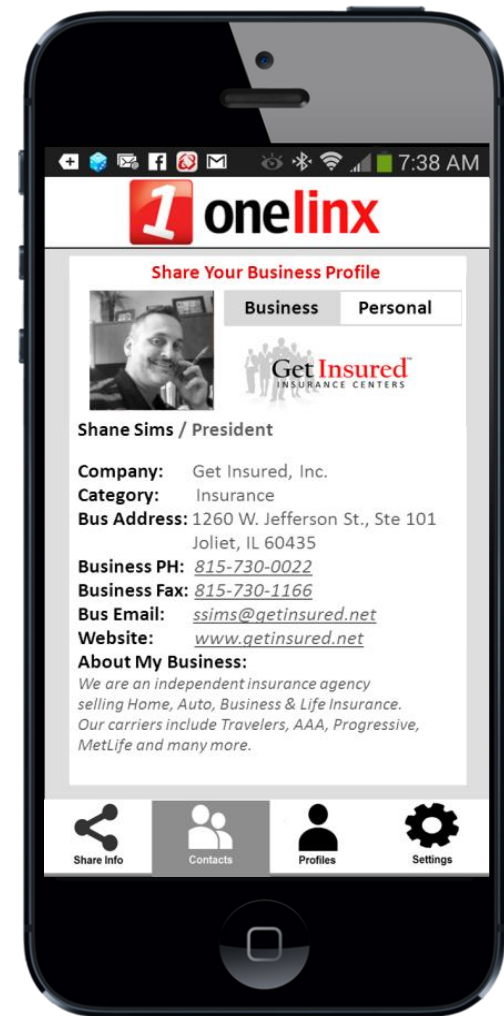 7:38 AM
1 onelinx
Share Your Business Profile
Business Personal
Get Insured™
INSURANCE CENTERS
Shane Sims / President
Company: Get Insured, Inc.
Category: Insurance
Bus Address: 1260 W. Jefferson St., Ste 101
Joliet, IL 60435
Business PH: 815-730-0022
Business Fax: 815-730-1166
Bus Email: ssims@getinsured.net
Website: www.getinsured.net
About My Business:
We are an independent insurance agency
selling Home, Auto, Business & Life Insurance.
Our carriers include Travelers, AAA, Progressive,
MetLife and many more.
Share Info Contacts Profiles Settings